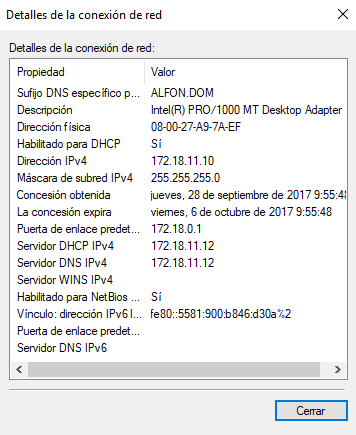 Detalles de la conexión de red
Detalles de la conexión de red:
Propiedad Valor
Sufijo DNS específico p... ALFON.DOM
Descripción Intel(R) PRO/1000 MT Desktop Adapter
Dirección física 08-00-27-A9-7A-EF
Habilitado para DHCP Sí
Dirección IPv4 172.18.11.10
Máscara de subred IPv4 255.255.255.0
Concesión obtenida jueves, 28 de septiembre de 2017 9:55:48
La concesión expira viernes, 6 de octubre de 2017 9:55:48
Puerta de enlace predet... 172.18.0.1
Servidor DHCP IPv4 172.18.11.12
Servidor DNS IPv4 172.18.11.12
Servidor WINS IPv4
Habilitado para NetBios ... Sí
Vínculo: dirección IPv6 l... fe80::5581:900:b846:d30a%2
Puerta de enlace predet...
Servidor DNS IPv6
Cerrar